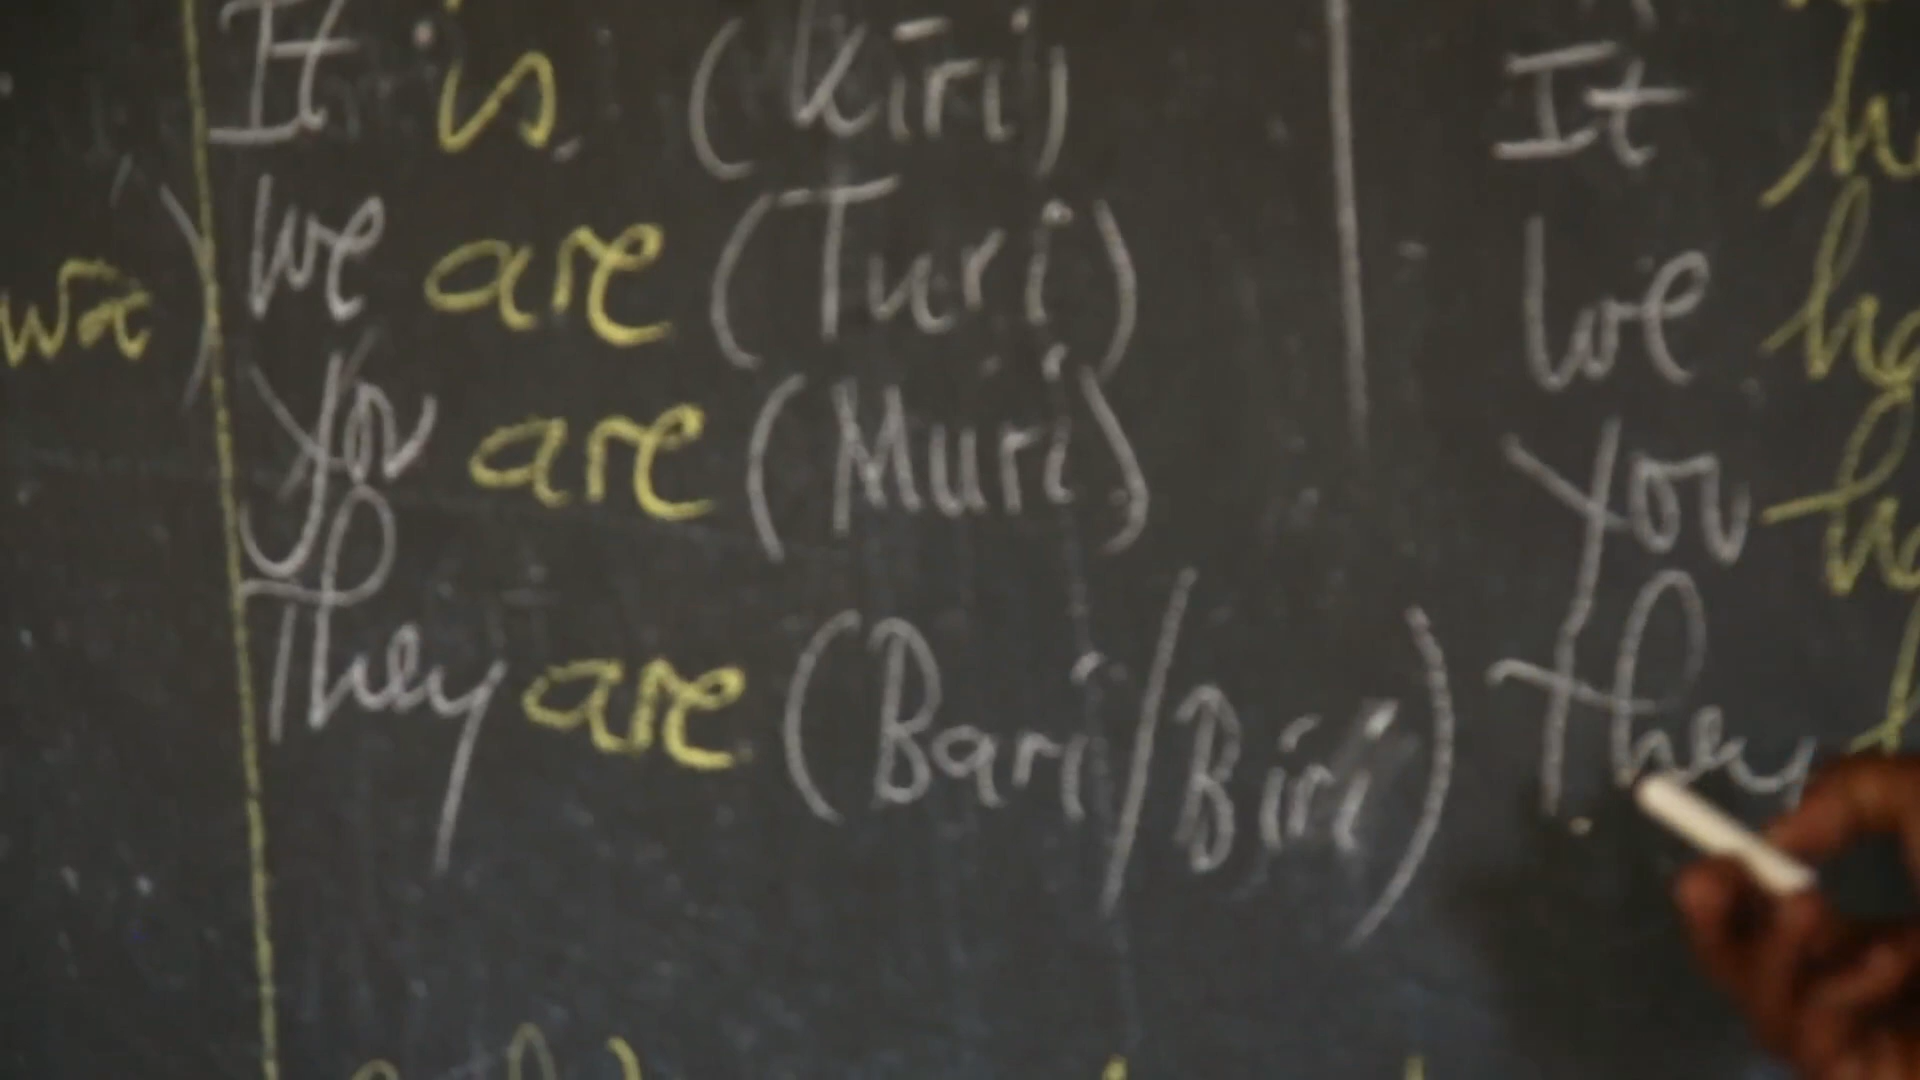 It is (Kiri)
We are (Turi)
You are (Muri)
They are (Bari/Biri)
It
We
You
They